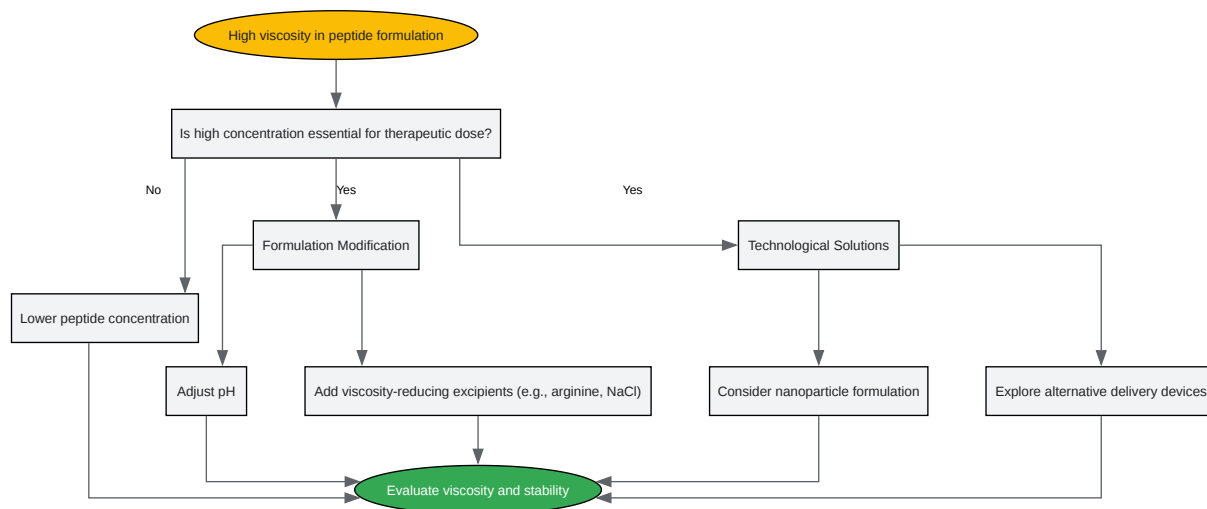 High viscosity in peptide formulation
Is high concentration essential for therapeutic dose?
No
Yes
Yes
Formulation Modification
Technological Solutions
Lower peptide concentration
Adjust pH
Add viscosity-reducing excipients (e.g., arginine, NaCl)
Consider nanoparticle formulation
Explore alternative delivery devices
Evaluate viscosity and stability